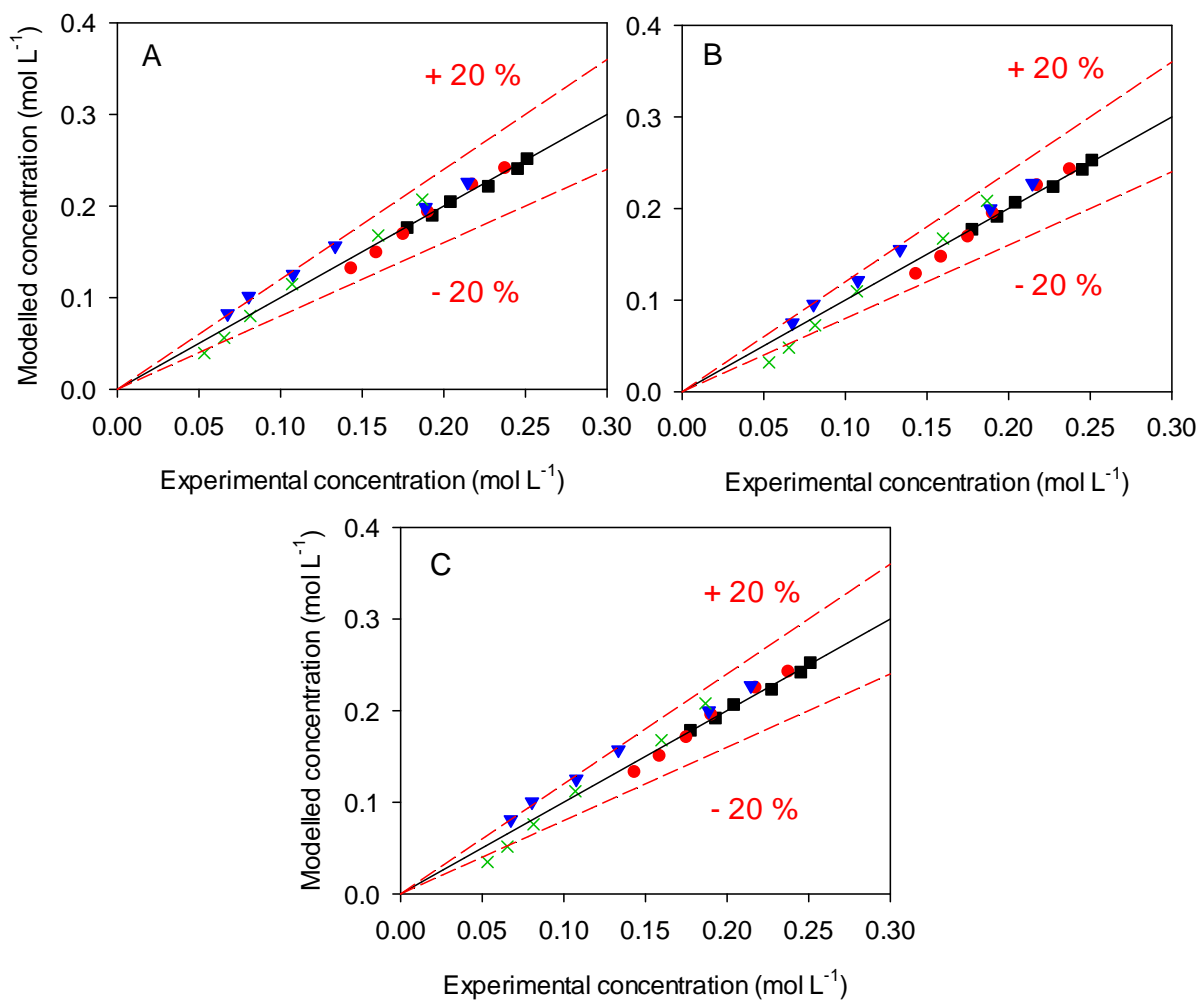 A
+ 20 %
- 20 %
Modelled concentration (mol L-1)
0.4
0.3
0.2
0.1
0.0
0.00 0.05 0.10 0.15 0.20 0.25 0.30
Experimental concentration (mol L-1)
B
+ 20 %
- 20 %
0.4
0.3
0.2
0.1
0.0
0.00 0.05 0.10 0.15 0.20 0.25 0.30
Experimental concentration (mol L-1)
C
+ 20 %
- 20 %
Modelled concentration (mol L-1)
0.4
0.3
0.2
0.1
0.0
0.00 0.05 0.10 0.15 0.20 0.25 0.30
Experimental concentration (mol L-1)